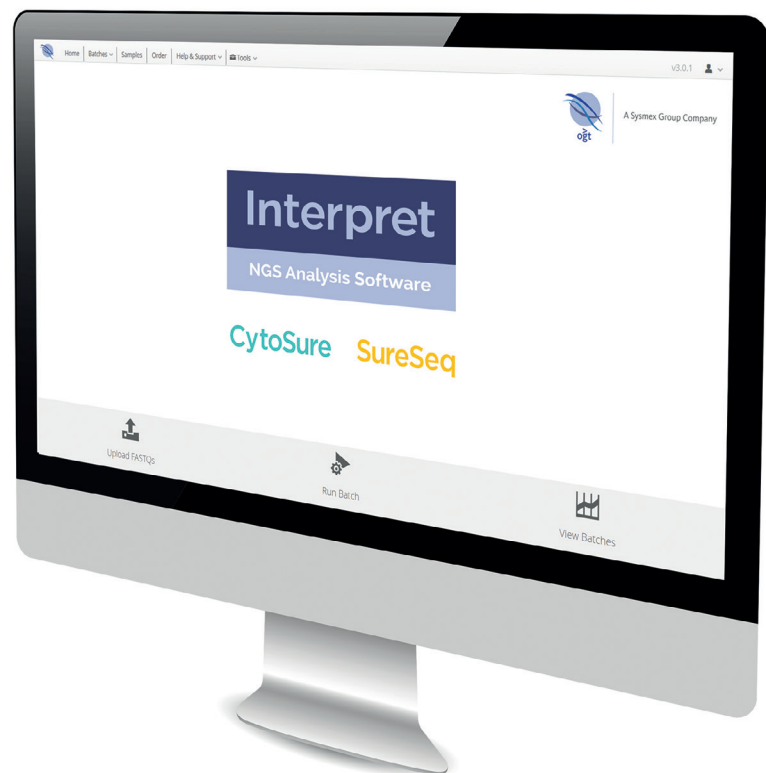 Home Batches Samples Order Help & Support Tools
v3.0.1
ogt
A Sysmex Group Company
Interpret
NGS Analysis Software
CytoSure SureSeq
Upload FASTQs
Run Batch
View Batches